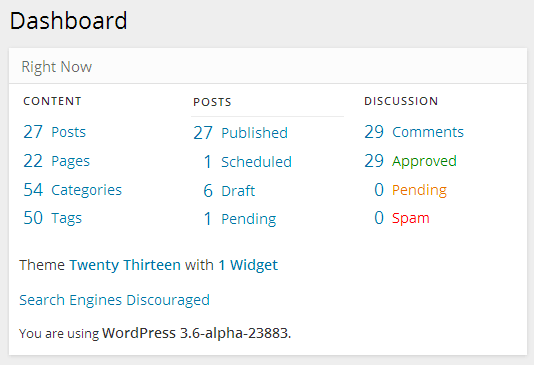 Dashboard
Right Now
CONTENT
27 Posts
22 Pages
54 Categories
50 Tags
POSTS
27 Published
1 Scheduled
6 Draft
1 Pending
DISCUSSION
29 Comments
29 Approved
0 Pending
0 Spam
Theme Twenty Thirteen with 1 Widget
Search Engines Discouraged
You are using WordPress 3.6-alpha-23883.